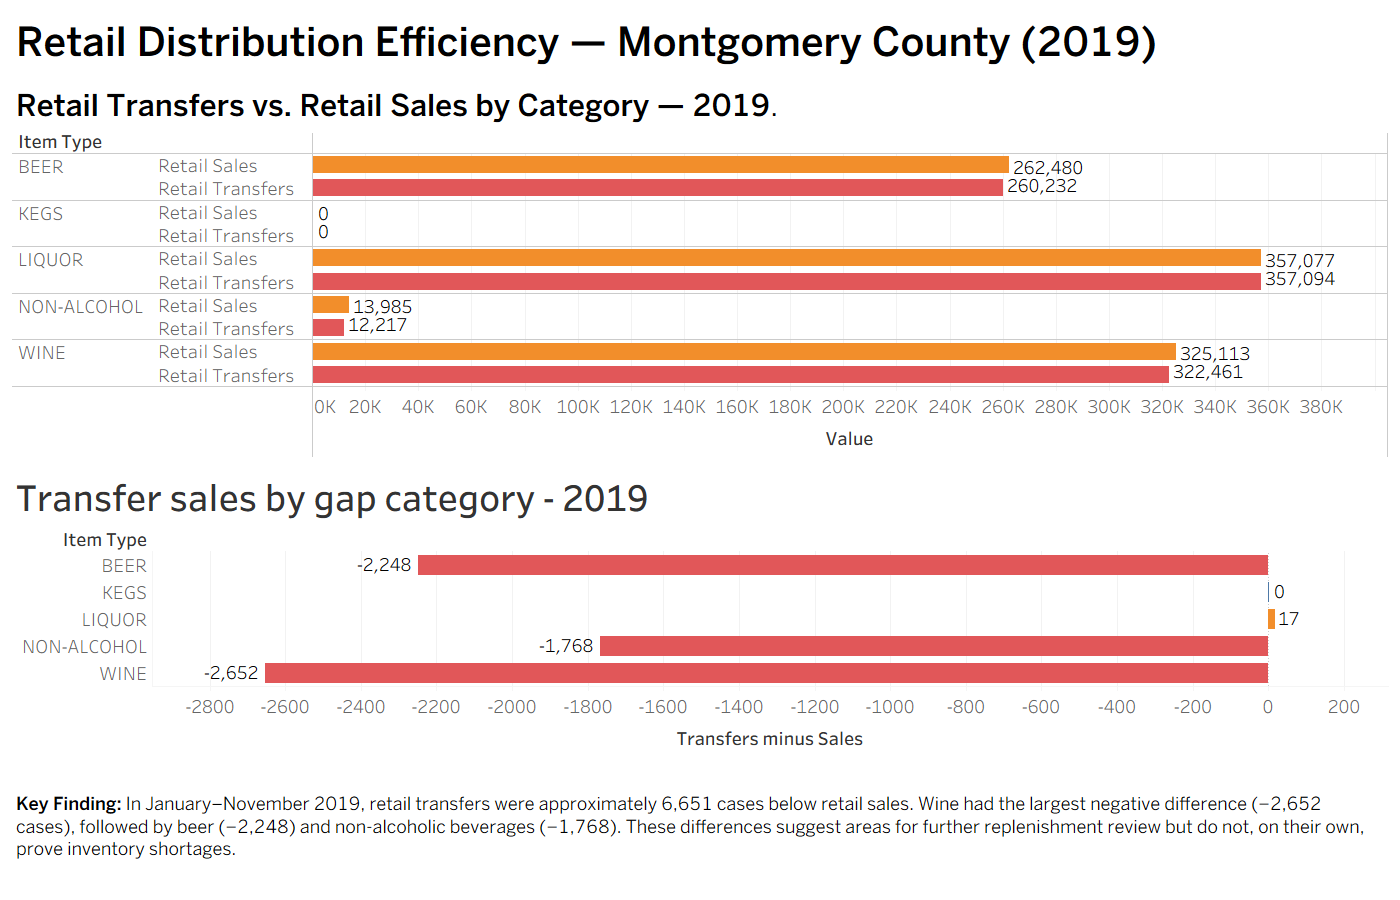 Retail Distribution Efficiency — Montgomery County (2019)
Retail Transfers vs. Retail Sales by Category — 2019.
Item Type
BEER Retail Sales 262,480
Retail Transfers 260,232
KEGS Retail Sales 0
Retail Transfers 0
LIQUOR Retail Sales 357,077
Retail Transfers 357,094
NON-ALCOHOL Retail Sales 13,985
Retail Transfers 12,217
WINE Retail Sales 325,113
Retail Transfers 322,461
0K 20K 40K 60K 80K 100K 120K 140K 160K 180K 200K 220K 240K 260K 280K 300K 320K 340K 360K 380K
Value
Transfer sales by gap category - 2019
Item Type
BEER -2,248
KEGS 0
LIQUOR 17
NON-ALCOHOL -1,768
WINE -2,652
-2800 -2600 -2400 -2200 -2000 -1800 -1600 -1400 -1200 -1000 -800 -600 -400 -200 0 200
Transfers minus Sales
Key Finding: In January–November 2019, retail transfers were approximately 6,651 cases below retail sales. Wine had the largest negative difference (−2,652
cases), followed by beer (−2,248) and non-alcoholic beverages (−1,768). These differences suggest areas for further replenishment review but do not, on their own,
prove inventory shortages.